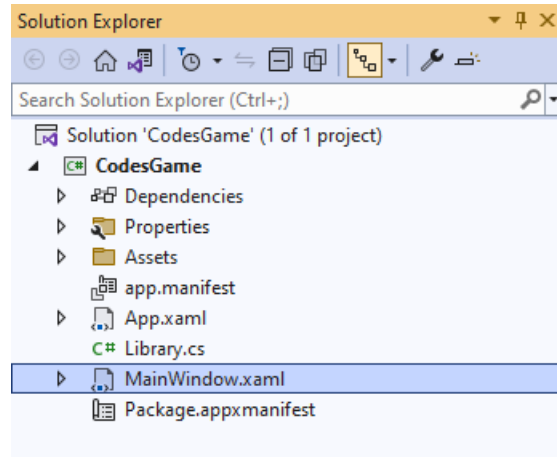 Solution Explorer
Search Solution Explorer (Ctrl+;)
Solution 'CodesGame' (1 of 1 project)
C# CodesGame
Dependencies
Properties
Assets
app.manifest
App.xaml
C# Library.cs
MainWindow.xaml
Package.appxmanifest